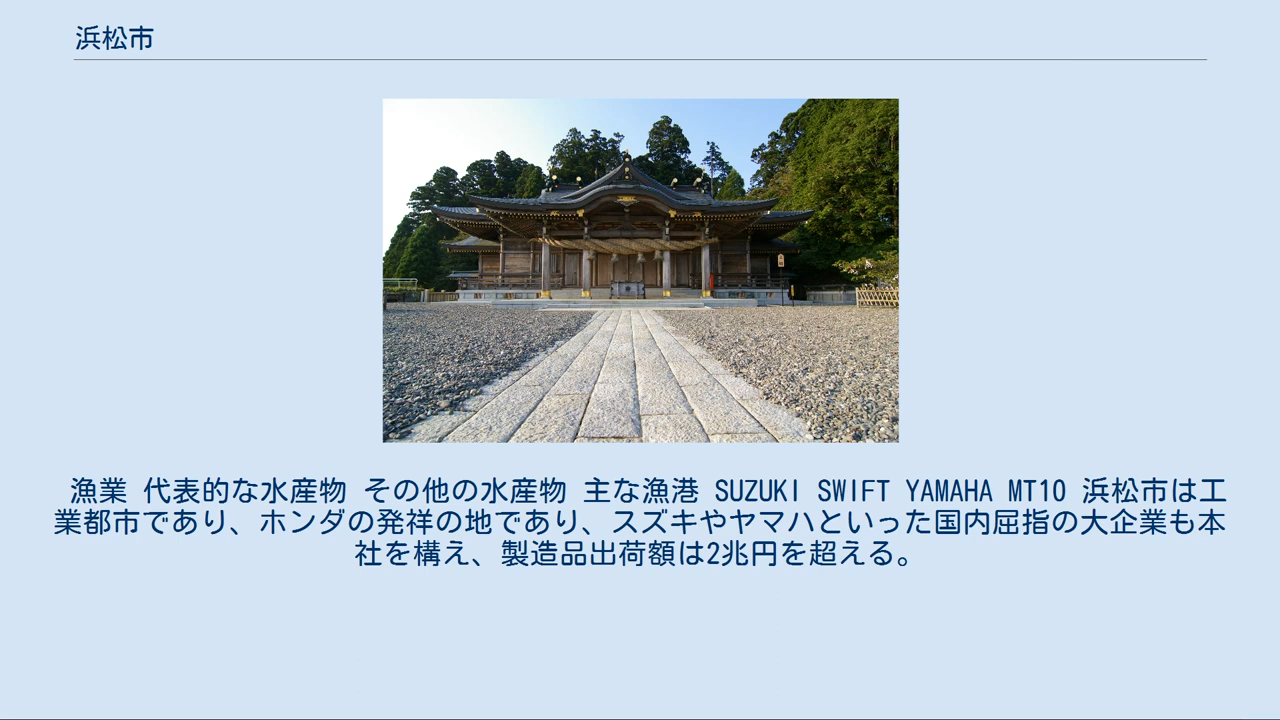 浜松市
漁業 代表的な水産物 その他の水産物 主な漁港 SUZUKI SWIFT YAMAHA MT10 浜松市は工
業都市であり、ホンダの発祥の地であり、スズキやヤマハといった国内屈指の大企業も本
社を構え、製造品出荷額は2兆円を超える。